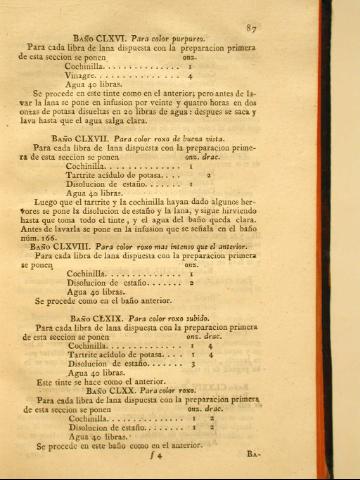 87
BAÑO CLXVI. Para color purpureo.
Para cada libra de lana dispuesta con la preparacion primera
de esta seccion se ponen onz.
Cochinilla. . . . . . . . . . . . . . 1
Vinagre. . . . . . . . . . . . . . . 4
Agua 40 libras.
Se procede en este tinte como en el anterior; pero antes de la-
var la lana se pone en infusion por veinte y quatro horas en dos
onzas de potasa disueltas en 20 libras de agua: despues se saca y
lava hasta que el agua salga clara.
BAÑO CLXVII. Para color roxo de buena vista.
Para cada libra de lana dispuesta con la preparacion prime-
ra de esta seccion se ponen onz. drac.
Cochinilla. . . . . . . . . . . . . . 1
Tartrite acídulo de potasa. . . . 2
Disolucion de estaño. . . . . . . 1
Agua 40 libras.
Luego que el tartrite y la cochinilla hayan dado algunos her-
vores se pone la disolucion de estaño y la lana, y sigue hirviendo
hasta que tome todo el tinte, y el agua del baño queda clara.
Antes de lavarla se pone en la infusion que se señala en el baño
núm. 166.
BAÑO CLXVIII. Para color roxo mas intenso que el anterior.
Para cada libra de lana dispuesta con la preparacion primera
se ponen onz.
Cochinilla. . . . . . . . . . . . . . 1
Disolucion de estaño. . . . . . . 2
Agua 40 libras.
Se procede como en el baño anterior.
BAÑO CLXIX. Para color roxo subido.
Para cada libra de lana dispuesta con la preparacion primera
de esta seccion se ponen onz. drac.
Cochinilla. . . . . . . . . . . . . . 1 4
Tartrite acídulo de potasa. . . . 1 4
Disolucion de estaño. . . . . . . 3
Agua 40 libras.
Este tinte se hace como el anterior.
BAÑO CLXX. Para color roxo.
Para cada libra de lana dispuesta con la preparacion primera
de esta seccion se ponen onz. drac.
Cochinilla. . . . . . . . . . . . . . 1 2
Disolucion de estaño. . . . . . . . 1 2
Agua 40 libras.
Se procede en este baño como en el anterior.
f 4 BA-